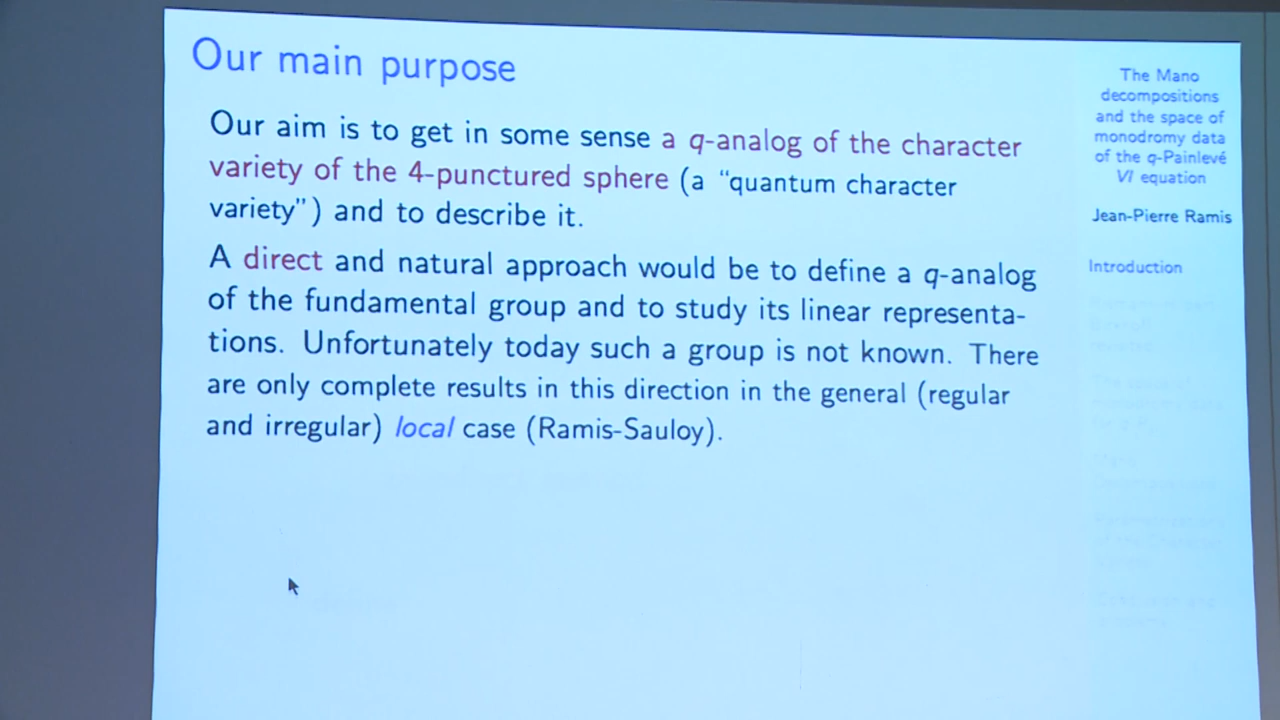 Our main purpose
Our aim is to get in some sense a q-analog of the character
variety of the 4-punctured sphere (a “quantum character
variety”) and to describe it.
A direct and natural approach would be to define a q-analog
of the fundamental group and to study its linear representa-
tions. Unfortunately today such a group is not known. There
are only complete results in this direction in the general (regular
and irregular) local case (Ramis-Sauloy).
The Mano
decompositions
and the space of
monodromy data
of the q-Painlevé
VI equation
Jean-Pierre Ramis
Introduction